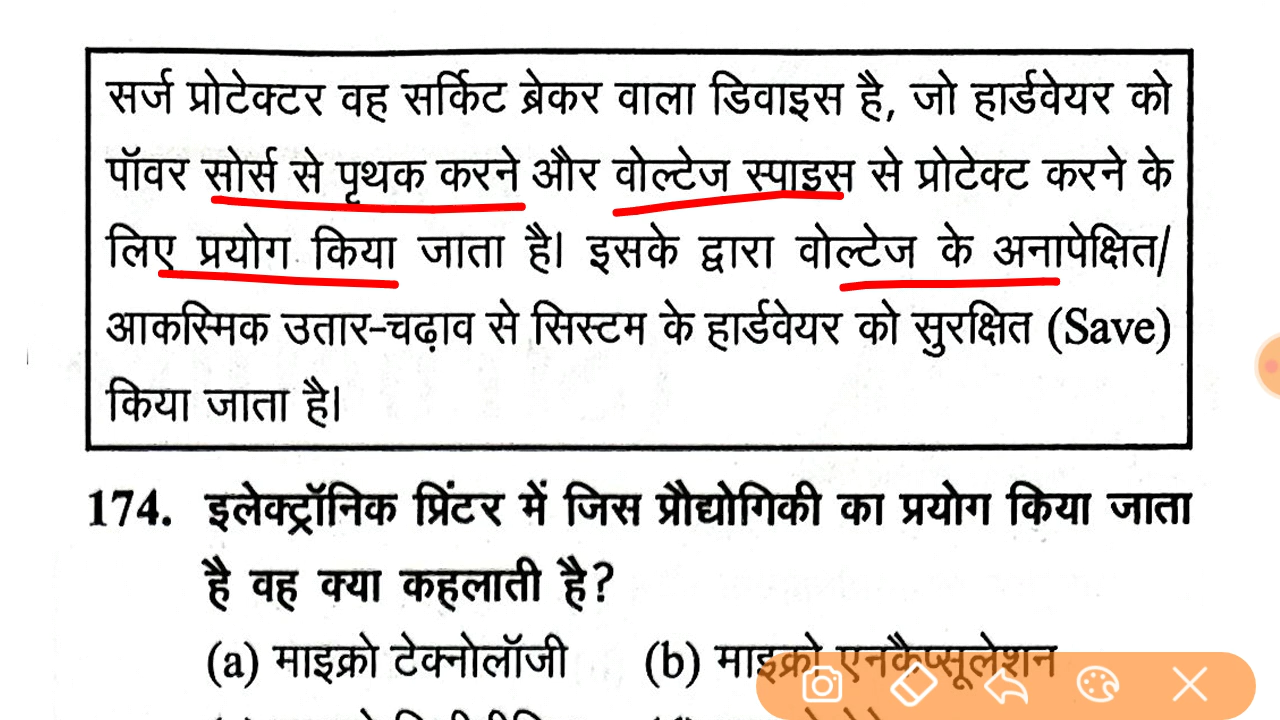 सर्ज प्रोटेक्टर वह सर्किट ब्रेकर वाला डिवाइस है, जो हार्डवेयर को
पॉवर सोर्स से पृथक करने और वोल्टेज स्पाइस से प्रोटेक्ट करने के
लिए प्रयोग किया जाता है। इसके द्वारा वोल्टेज के अनापेक्षित/
आकस्मिक उतार-चढ़ाव से सिस्टम के हार्डवेयर को सुरक्षित (Save)
किया जाता है।
174. इलेक्ट्रॉनिक प्रिंटर में जिस प्रौद्योगिकी का प्रयोग किया जाता
है वह क्या कहलाती है?
(a) माइक्रो टेक्नोलॉजी (b) माइक्रो एनकैप्सूलेशन